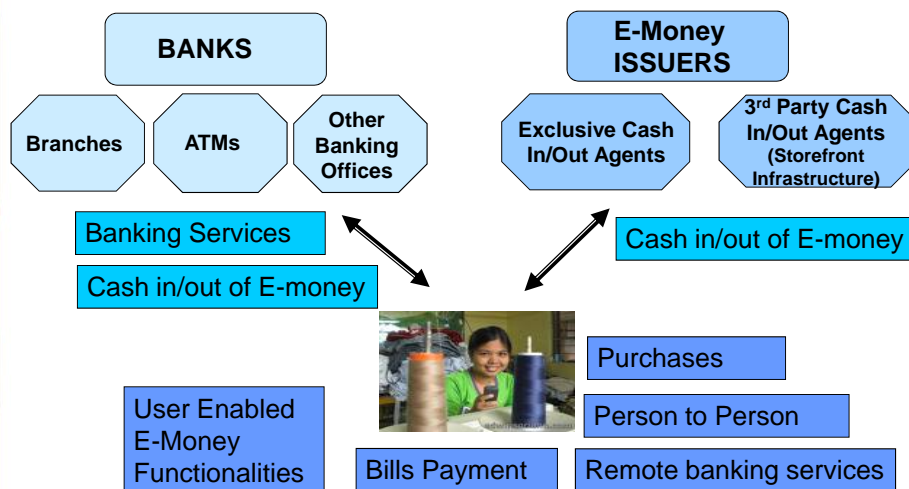 BANKS
E-Money
ISSUERS
Branches
ATMs
Other
Banking
Offices
Exclusive Cash
In/Out Agents
3rd Party Cash
In/Out Agents
(Storefront
Infrastructure)
Banking Services
Cash in/out of E-money
Cash in/out of E-money
Purchases
User Enabled
E-Money
Functionalities
Person to Person
Bills Payment
Remote banking services